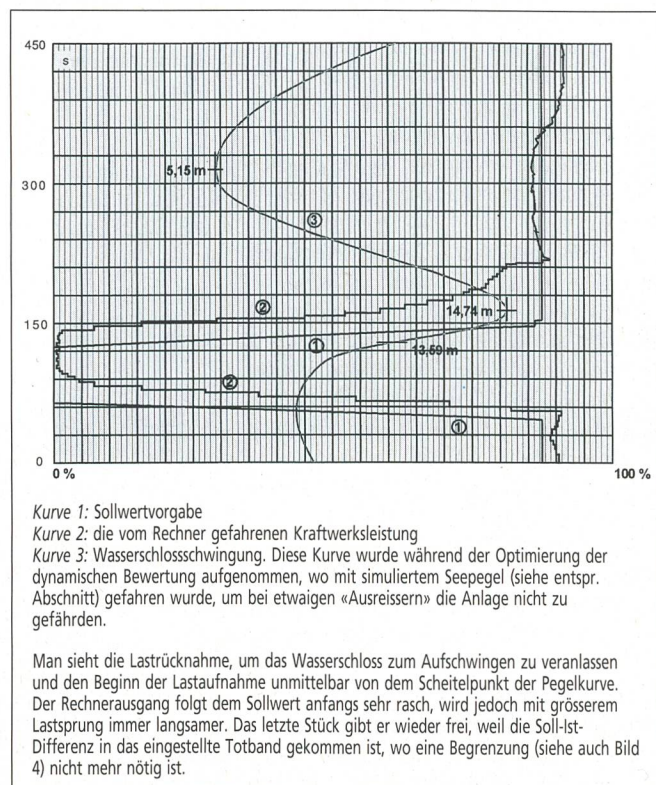 450
s
5,15 m
300
③
②
14,74 m
150
①
13,59 m
②
①
0
0 %
100 %
Kurve 1: Sollwertvorgabe
Kurve 2: die vom Rechner gefahrenen Kraftwerksleistung
Kurve 3: Wasserschlossschwingung. Diese Kurve wurde während der Optimierung der
dynamischen Bewertung aufgenommen, wo mit simuliertem Seepegel (siehe entspr.
Abschnitt) gefahren wurde, um bei etwaigen «Ausreissern» die Anlage nicht zu
gefährden.
Man sieht die Lastrücknahme, um das Wasserschloss zum Aufschwingen zu veranlassen
und den Beginn der Lastaufnahme unmittelbar von dem Scheitelpunkt der Pegelkurve.
Der Rechnerausgang folgt dem Sollwert anfangs sehr rasch, wird jedoch mit grösserem
Lastsprung immer langsamer. Das letzte Stück gibt er wieder frei, weil die Soll-Ist-
Differenz in das eingestellte Totband gekommen ist, wo eine Begrenzung (siehe auch Bild
4) nicht mehr nötig ist.